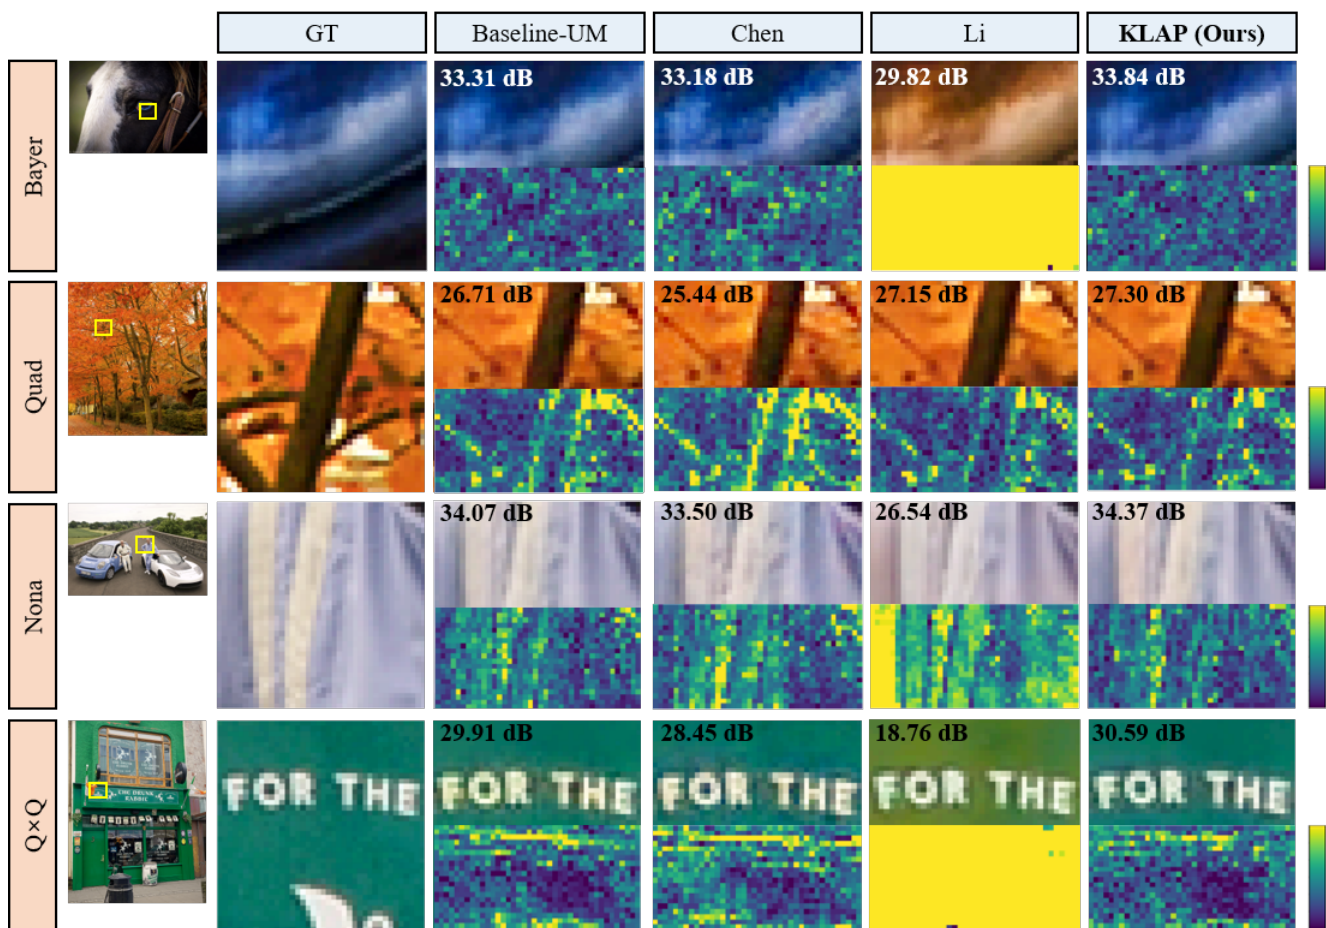 GT Baseline-UM Chen Li KLAP (Ours)
Bayer
33.31 dB 33.18 dB 29.82 dB 33.84 dB
Quad
26.71 dB 25.44 dB 27.15 dB 27.30 dB
Nona
34.07 dB 33.50 dB 26.54 dB 34.37 dB
Q×Q
THE DRUNK
RABBIT
29.91 dB 28.45 dB 18.76 dB 30.59 dB
FOR THE FOR THE FOR THE FOR THE FOR THE